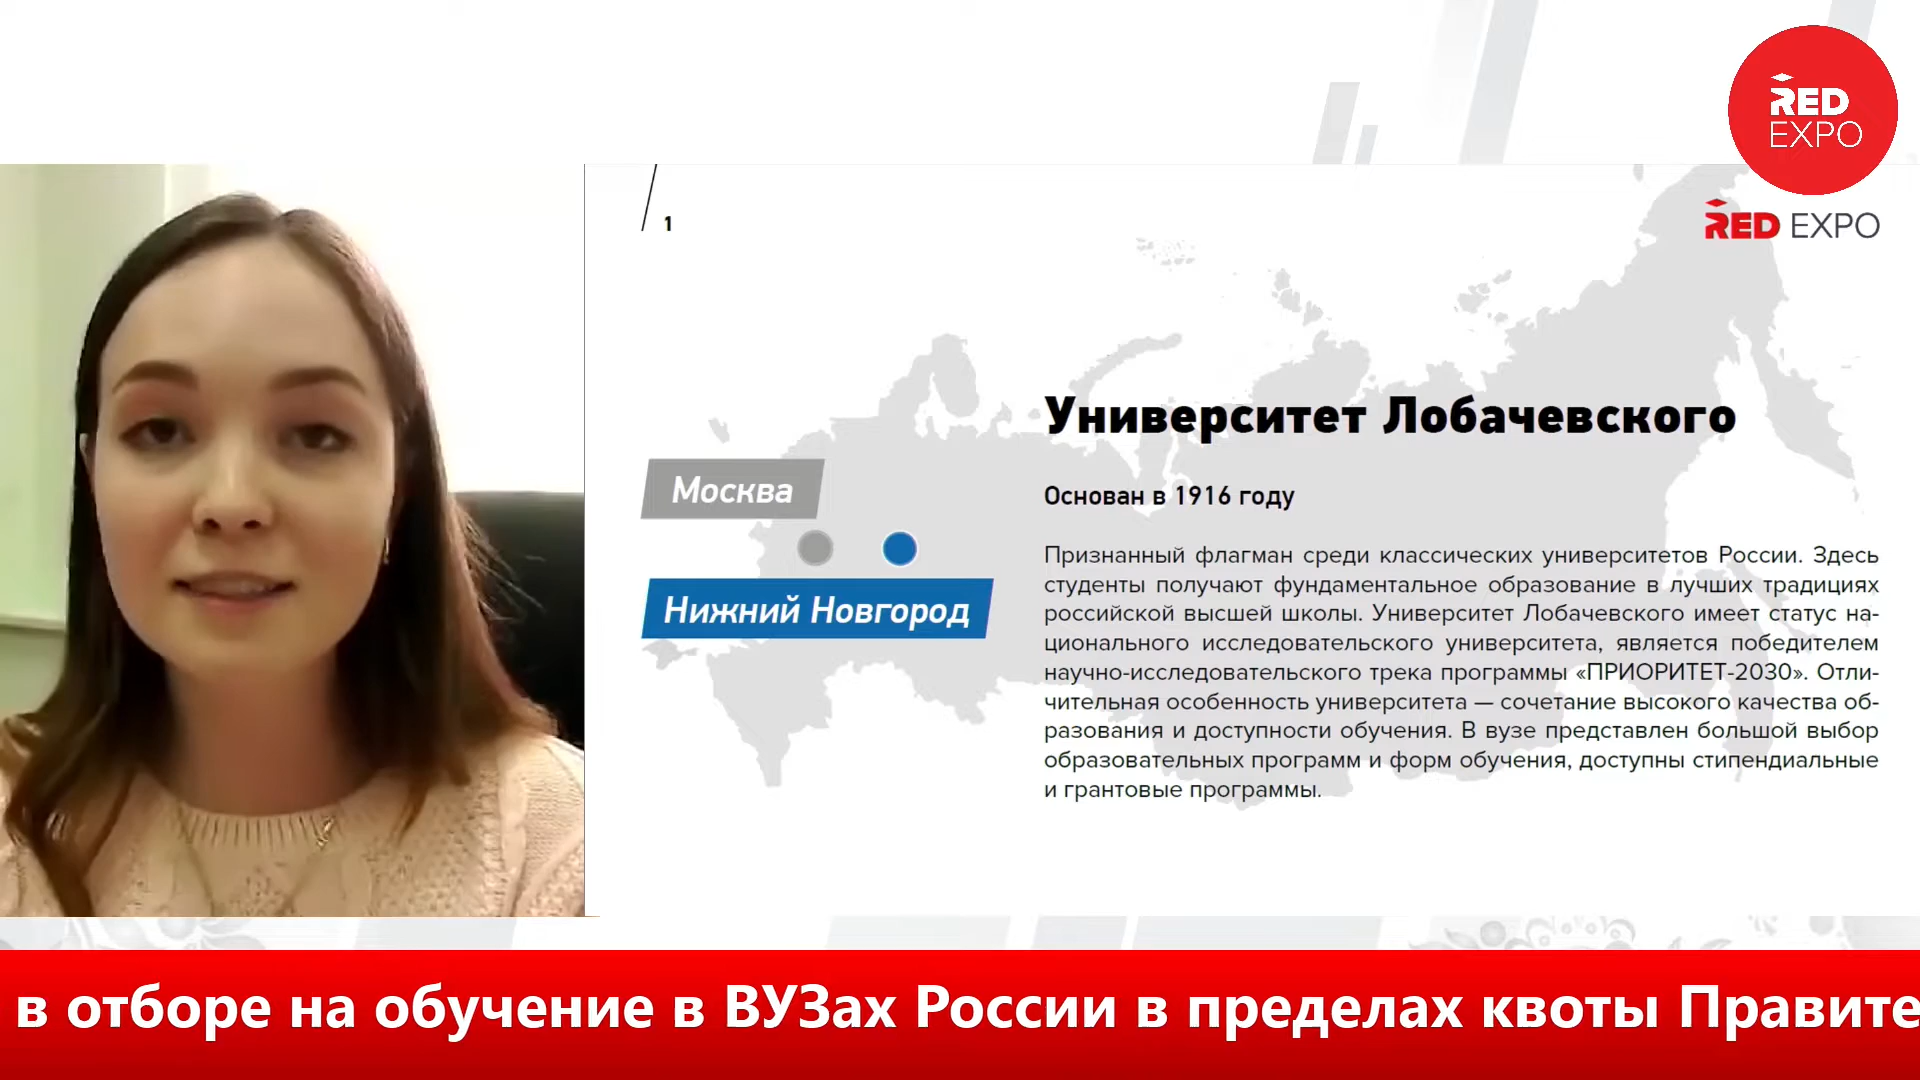 RED
EXPO
1
RED EXPO
Университет Лобачевского
Москва
Основан в 1916 году
Нижний Новгород
Признанный флагман среди классических университетов России. Здесь
студенты получают фундаментальное образование в лучших традициях
российской высшей школы. Университет Лобачевского имеет статус на-
ционального исследовательского университета, является победителем
научно-исследовательского трека программы «ПРИОРИТЕТ-2030». Отли-
чительная особенность университета — сочетание высокого качества об-
разования и доступности обучения. В вузе представлен большой выбор
образовательных программ и форм обучения, доступны стипендиальные
и грантовые программы.
в отборе на обучение в ВУЗах России в пределах квоты Правите